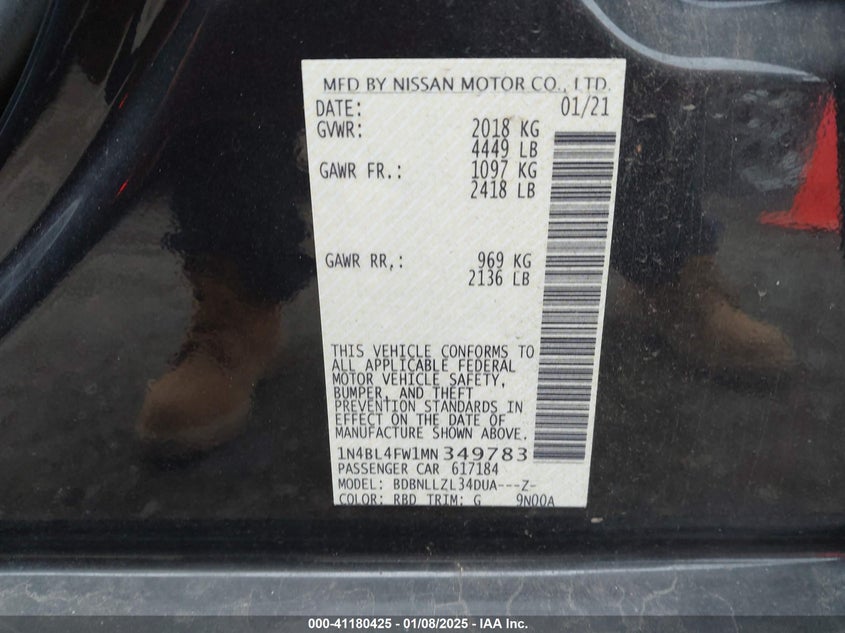 MFD BY NISSAN MOTOR CO., LTD.
DATE: 01/21
GVWR: 2018 KG
4449 LB
GAWR FR.: 1097 KG
2418 LB
GAWR RR,: 969 KG
2136 LB
THIS VEHICLE CONFORMS TO
ALL APPLICABLE FEDERAL
MOTOR VEHICLE SAFETY,
BUMPER, AND THEFT
PREVENTION STANDARDS IN
EFFECT ON THE DATE OF
MANUFACTURE SHOWN ABOVE.
1N4BL4FW1MN 349783
PASSENGER CAR 617184
MODEL: BDBNLLZL34DUA---Z-
COLOR: RBD TRIM: G 9N00A
000-41180425 - 01/08/2025 - IAA Inc.